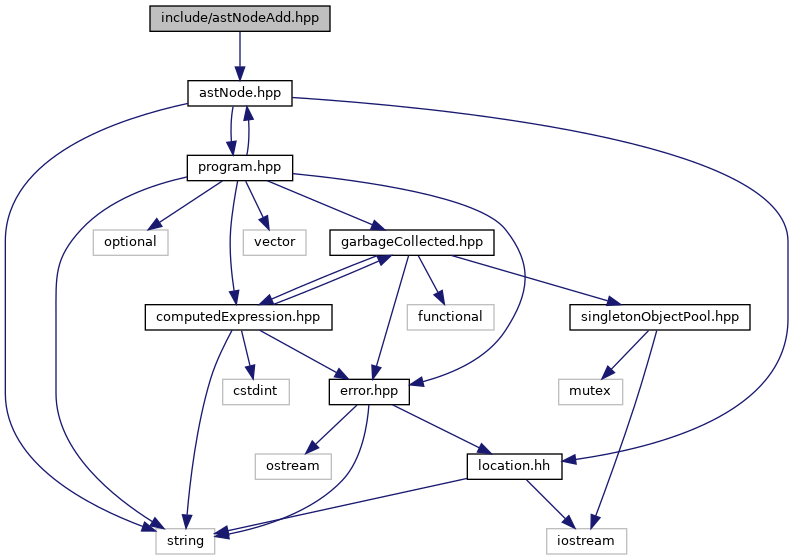 include/astNodeAdd.hpp
astNode.hpp
program.hpp
optional
vector
garbageCollected.hpp
computedExpression.hpp
functional
singletonObjectPool.hpp
cstdint
error.hpp
mutex
ostream
location.hh
string
iostream